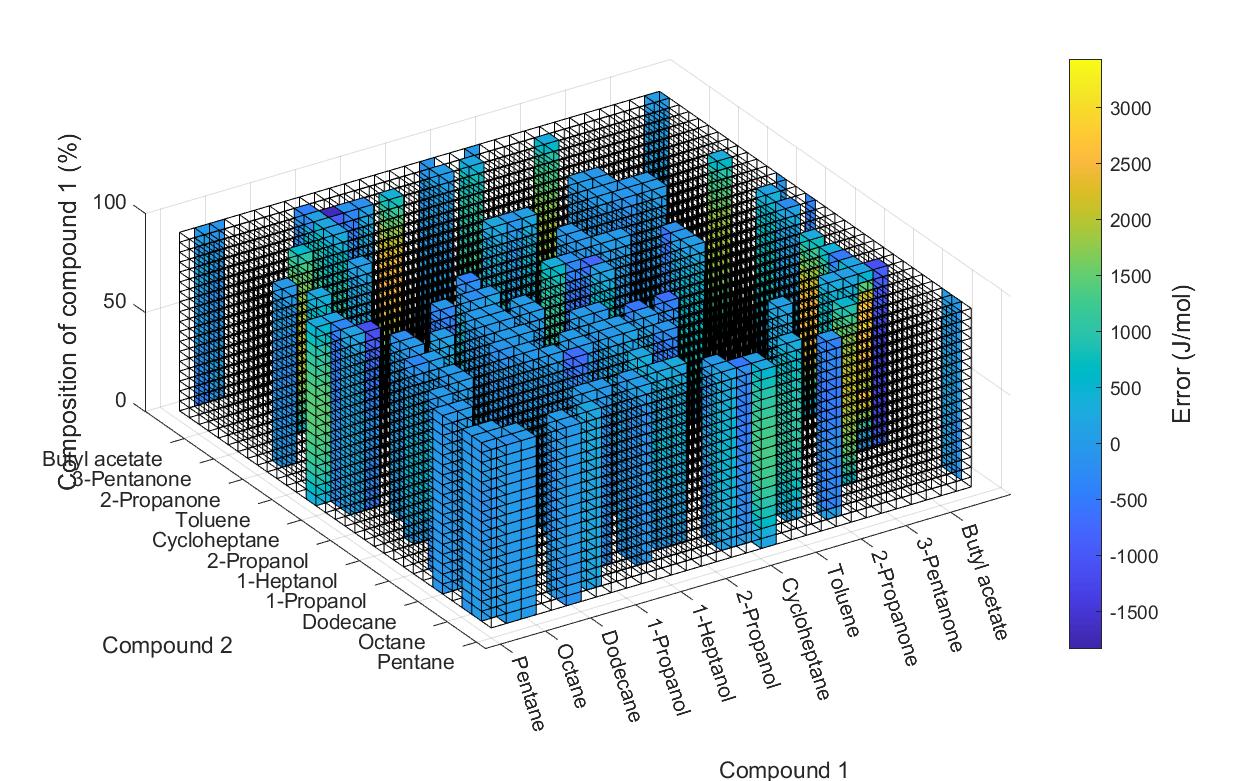 Composition of compound 1 (%)
100
50
0
Butyl acetate
3-Pentanone
2-Propanone
Toluene
Cycloheptane
2-Propanol
1-Heptanol
1-Propanol
Dodecane
Octane
Pentane
Compound 2
Pentane
Octane
Dodecane
1-Propanol
1-Heptanol
2-Propanol
Cycloheptane
Toluene
2-Propanone
3-Pentanone
Butyl acetate
Compound 1
3000
2500
2000
1500
1000
500
0
-500
-1000
-1500
Error (J/mol)